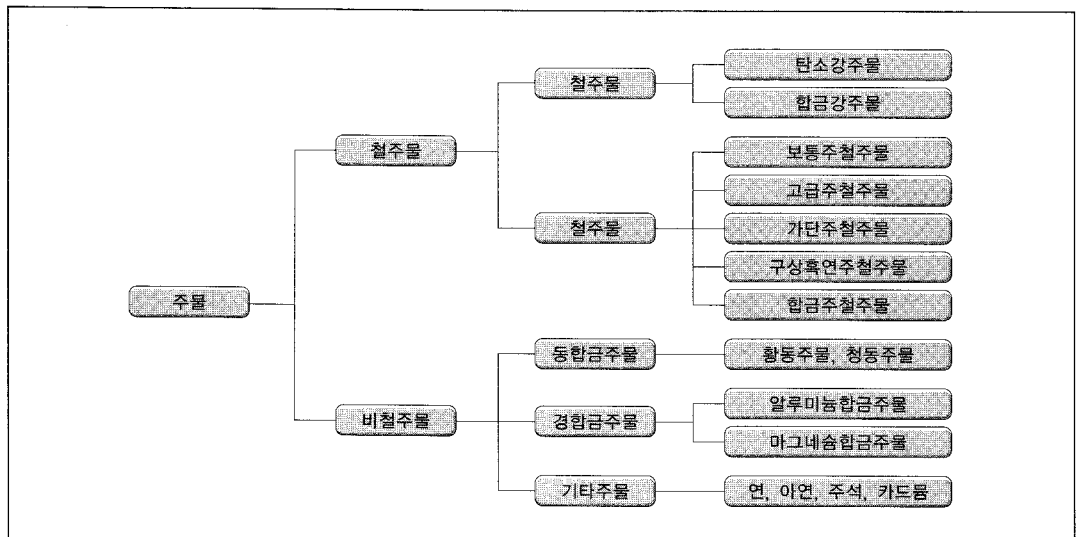 주물
철주물
철주물
탄소강주물
합금강주물
철주물
보통주철주물
고급주철주물
가단주철주물
구상흑연주철주물
합금주철주물
비철주물
동합금주물
황동주물, 청동주물
경합금주물
알루미늄합금주물
마그네슘합금주물
기타주물
연, 아연, 주석, 카드뮴